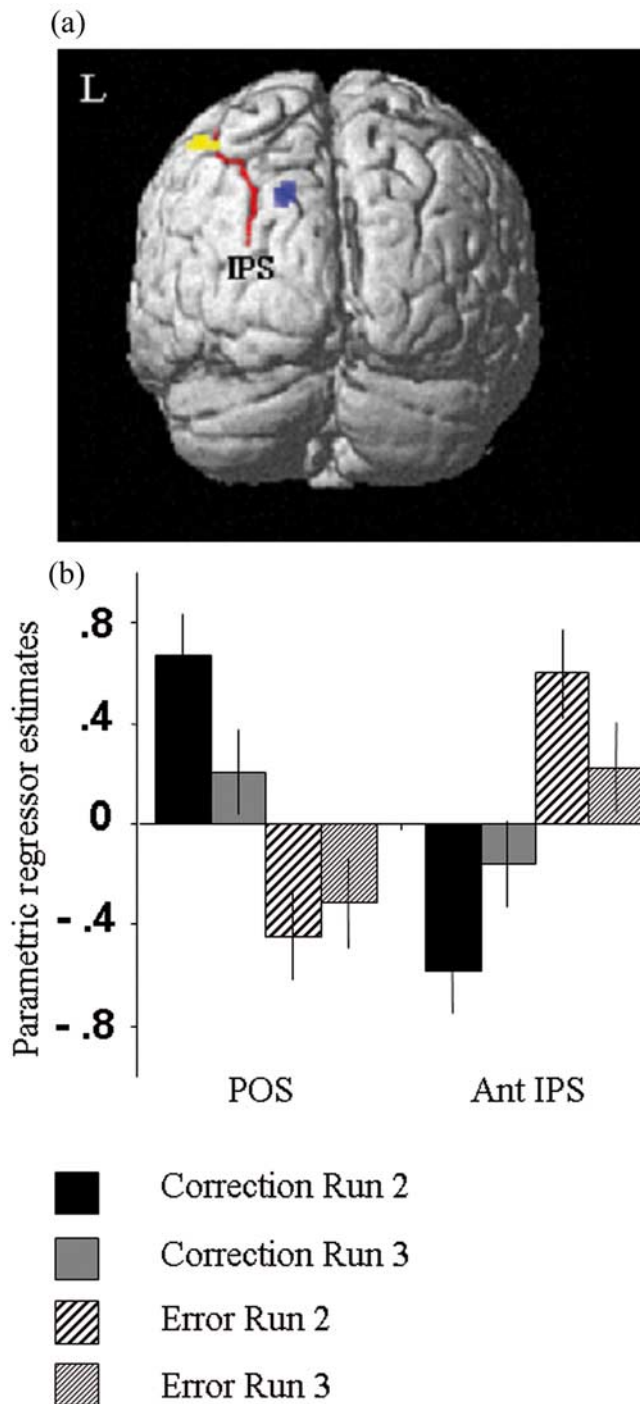 (a)
L
IPS
(b)
Parametric regressor estimates
.8
.4
0
- .4
- .8
POS Ant IPS
Correction Run 2
Correction Run 3
Error Run 2
Error Run 3